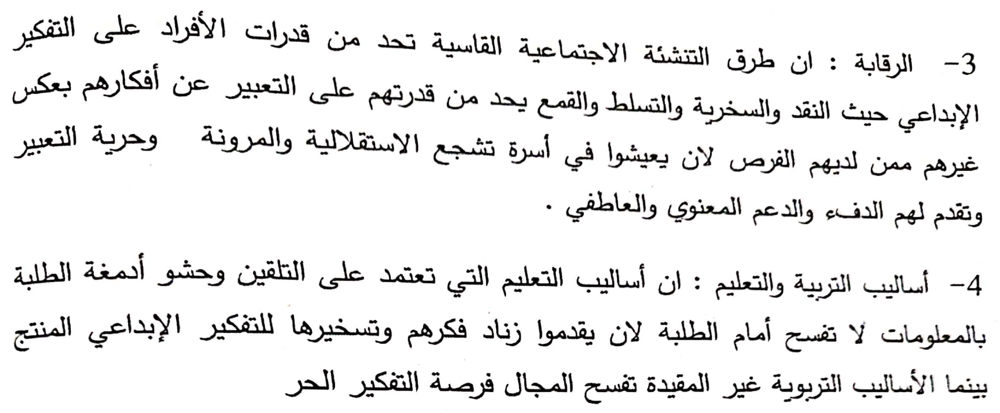 3- الرقابة : ان طرق التنشئة الاجتماعية القاسية تحد من قدرات الأفراد على التفكير
الإبداعي حيث النقد والسخرية والتسلط والقمع يحد من قدرتهم على التعبير عن أفكارهم بعكس
غيرهم ممن لديهم الفرص لان يعيشوا في أسرة تشجع الاستقلالية والمرونة وحرية التعبير
وتقدم لهم الدفء والدعم المعنوي والعاطفي .
4- أساليب التربية والتعليم : ان أساليب التعليم التي تعتمد على التلقين وحشو أدمغة الطلبة
بالمعلومات لا تفسح أمام الطلبة لان يقدموا زناد فكرهم وتسخيرها للتفكير الإبداعي المنتج
بينما الأساليب التربوية غير المقيدة تفسح المجال فرصة التفكير الحر